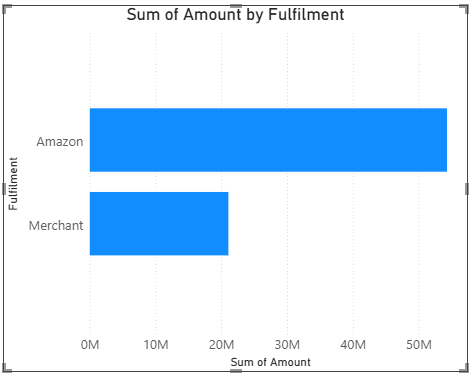 Sum of Amount by Fulfilment
Fulfilment
Amazon
Merchant
0M 10M 20M 30M 40M 50M
Sum of Amount